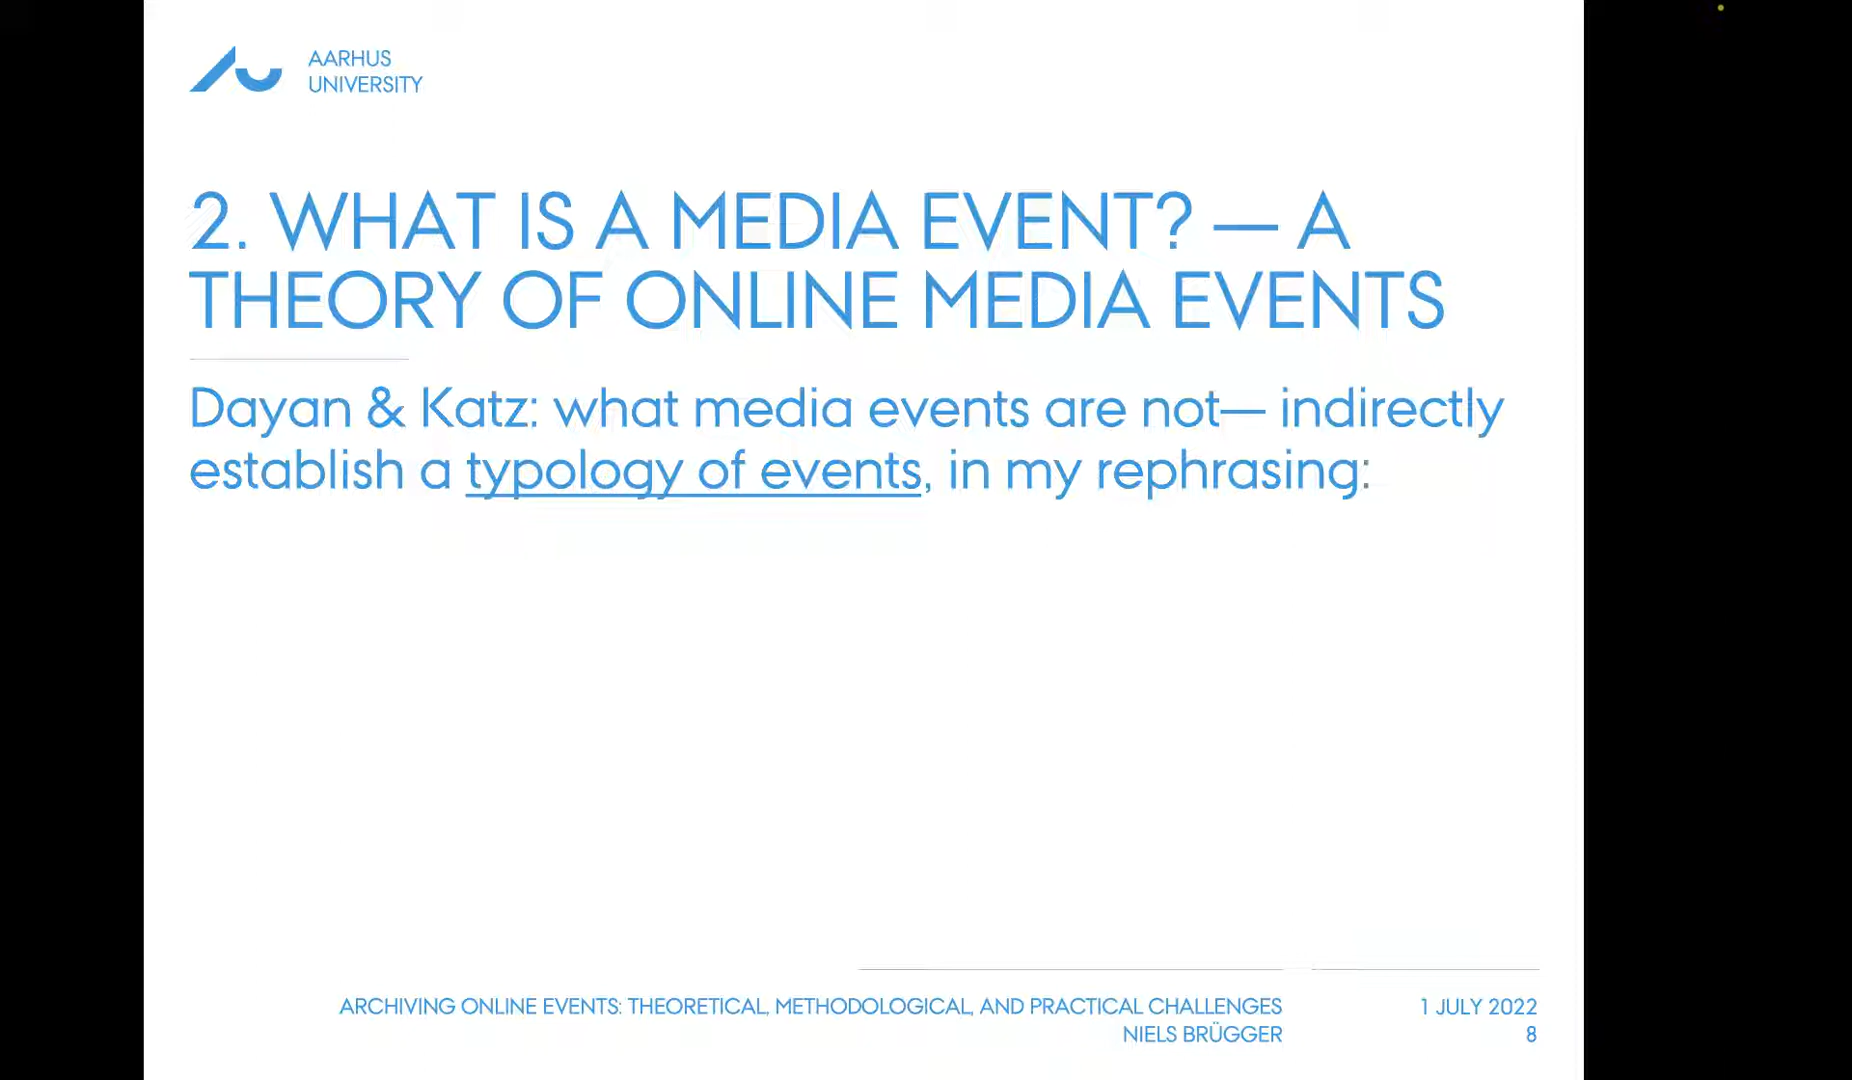 AARHUS
UNIVERSITY
2. WHAT IS A MEDIA EVENT? — A
THEORY OF ONLINE MEDIA EVENTS
Dayan & Katz: what media events are not— indirectly
establish a typology of events, in my rephrasing:
ARCHIVING ONLINE EVENTS: THEORETICAL, METHODOLOGICAL, AND PRACTICAL CHALLENGES
NIELS BRÜGGER
1 JULY 2022
8